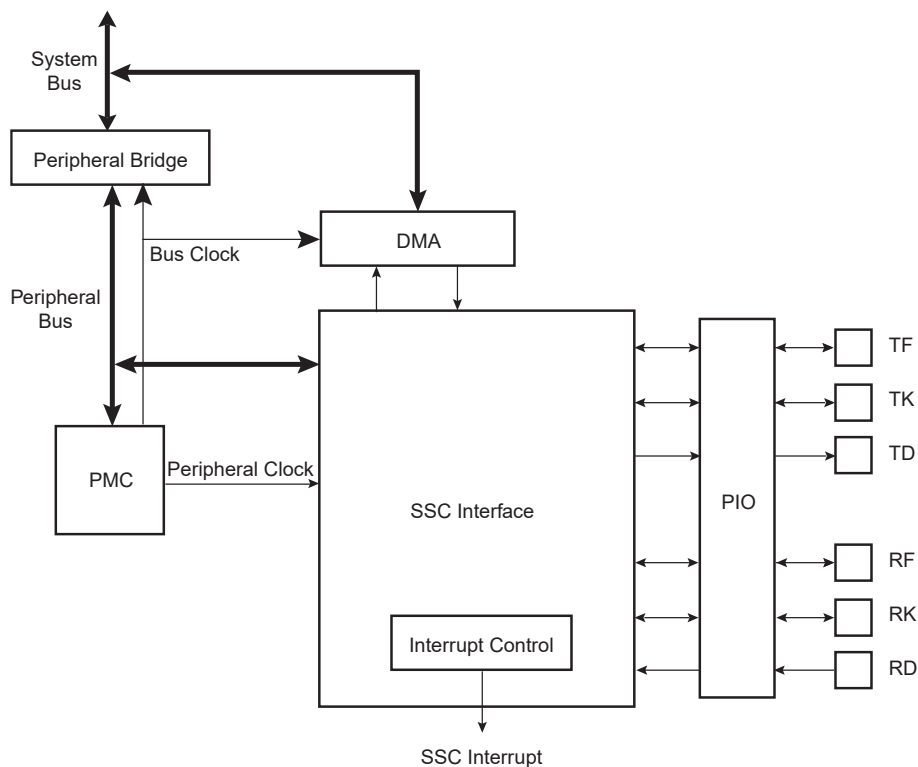 System
Bus
Peripheral Bridge
DMA
Bus Clock
Peripheral
Bus
TF
TK
PMC
Peripheral Clock
TD
SSC Interface
PIO
RF
RK
Interrupt Control
RD
SSC Interrupt